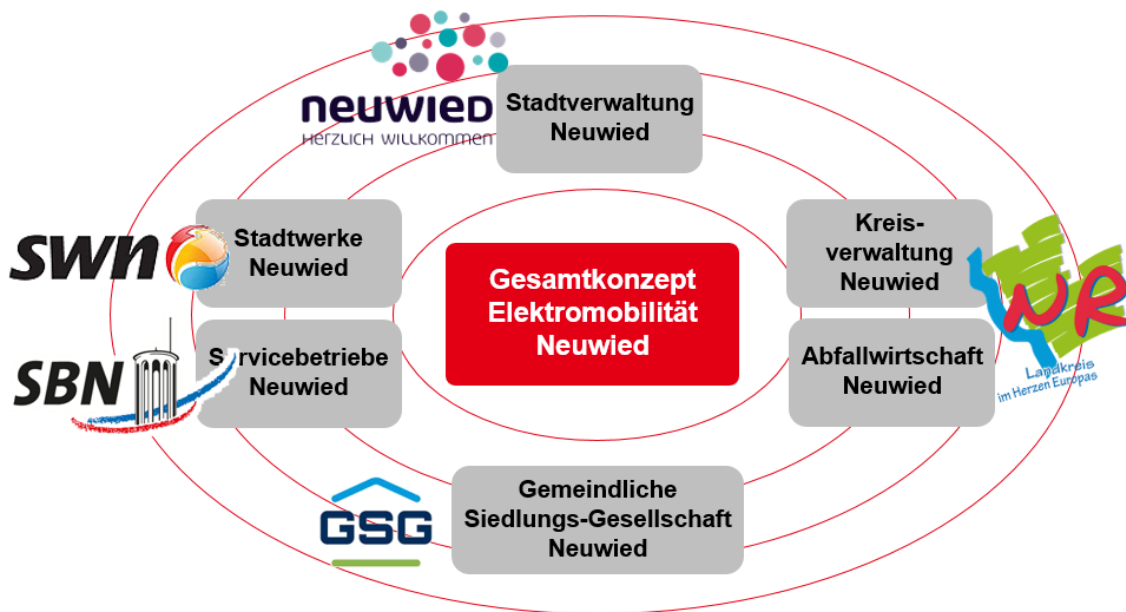 neuwied
HERZLICH WILLKOMMEN
Stadtverwaltung
Neuwied
swn
Stadtwerke
Neuwied
Kreis-
verwaltung
Neuwied
NR
Landkreis
im Herzen Europas
Gesamtkonzept
Elektromobilität
Neuwied
SBN
Servicebetriebe
Neuwied
Abfallwirtschaft
Neuwied
GSG
Gemeindliche
Siedlungs-Gesellschaft
Neuwied